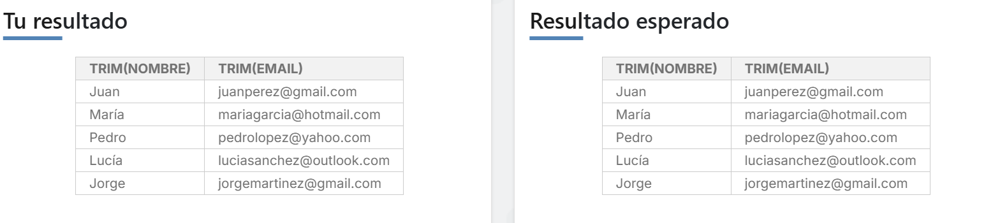 Tu resultado
TRIM(NOMBRE) TRIM(EMAIL)
Juan juanperez@gmail.com
María mariagarcia@hotmail.com
Pedro pedrolopez@yahoo.com
Lucía luciasanchez@outlook.com
Jorge jorgemartinez@gmail.com
Resultado esperado
TRIM(NOMBRE) TRIM(EMAIL)
Juan juanperez@gmail.com
María mariagarcia@hotmail.com
Pedro pedrolopez@yahoo.com
Lucía luciasanchez@outlook.com
Jorge jorgemartinez@gmail.com